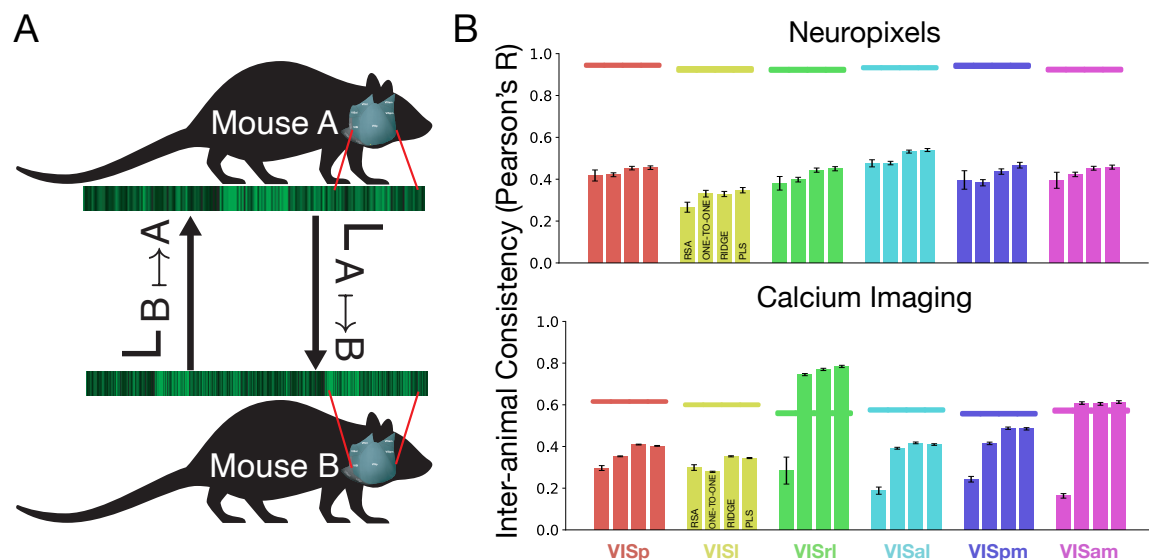 A
Mouse A
L B↔A
L A↔B
Mouse B
B
Inter-animal Consistency (Pearson's R)
Neuropixels
1.0
0.8
0.6
0.4
0.2
0.0
RSA
ONE-TO-ONE
RIDGE
PLS
Calcium Imaging
1.0
0.8
0.6
0.4
0.2
0.0
RSA
ONE-TO-ONE
RIDGE
PLS
VISp VISl VISrl VISal VISpm VISam